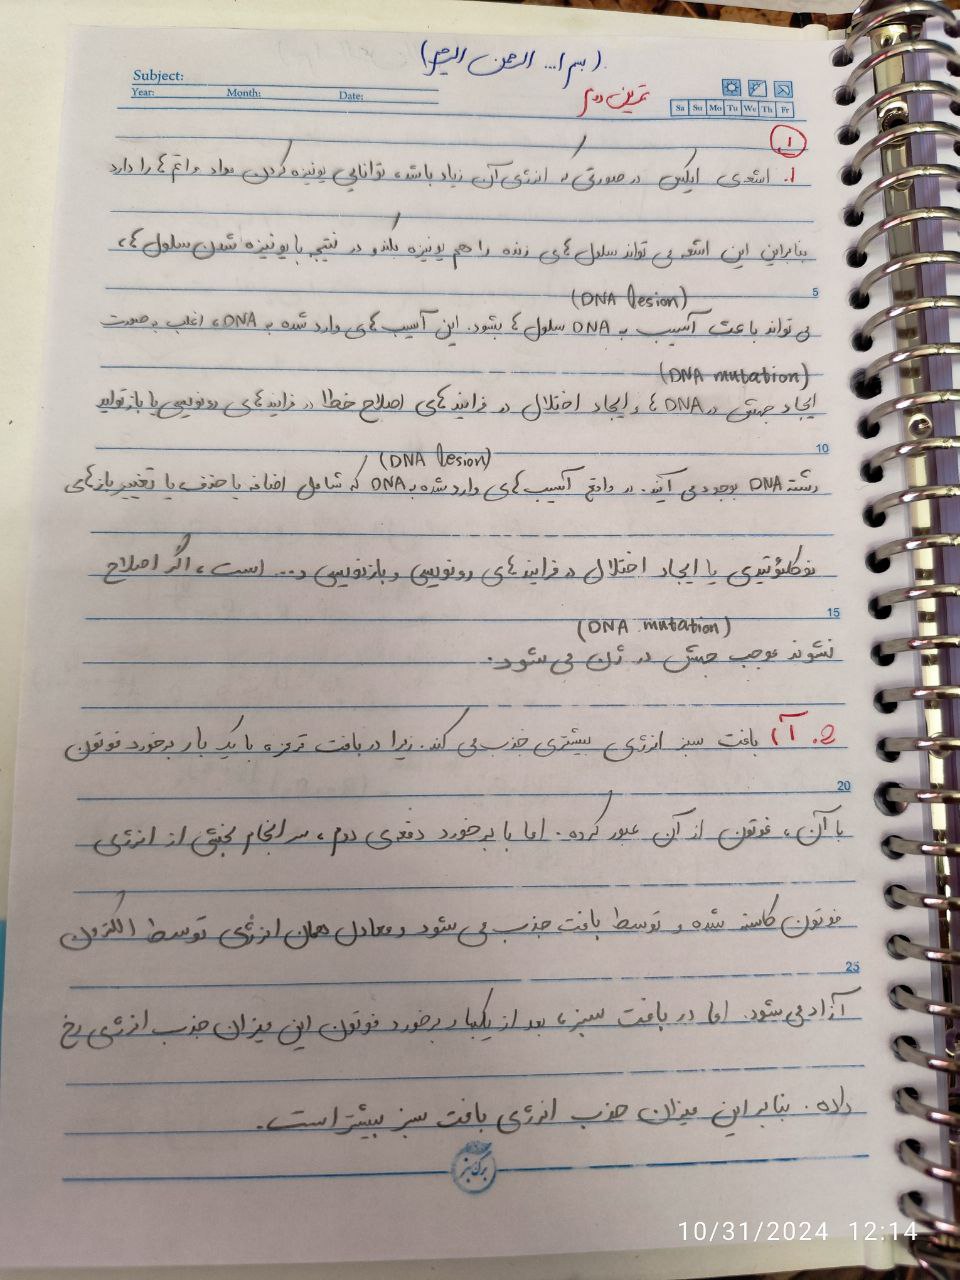 (بسم ا... الرحمن الرحیم)
Subject:
Year: Month: Date:
تمرین دوم
Sa Su Mo Tu We Th Fr
۱
۱. اشعه‌ی ایکس در صورتی که انرژی آن زیاد باشد، توانایی یونیزه کردن مواد و اتم ها را دارد
بنابراین این اشعه می تواند سلول های زنده را هم یونیزه بکند و در نتیجه با یونیزه شدن سلول ها،
5
(DNA lesion)
می تواند باعث آسیب به DNA سلول ها بشود. این آسیب های وارد شده به DNA، اغلب به صورت
(DNA mutation)
ایجاد جهش در DNA ها و ایجاد اختلال در فرایند های اصلاح خطا در فرایند های رونویسی یا بازتولید
10
(DNA lesion)
رشته DNA بوجود می آیند. در واقع آسیب های وارد شده به DNA که شامل اضافه یا حذف یا تغییر بازهای
نوکلئوتیدی یا ایجاد اختلال در فرایند های رونویسی و بازنویسی و... است، اگر اصلاح
15
(DNA mutation)
نشوند موجب جهش در ژن می شود.
2. آ) بافت سبز انرژی بیشتری جذب می کند. زیرا در بافت قرمز، با یک بار برخورد فوتون
20
با آن، فوتون از آن عبور کرده. اما با برخورد دفعه‌ی دوم، سرانجام بخشی از انرژی
فوتون کاسته شده و توسط بافت جذب می شود و معادل همان انرژی توسط الکترون
25
آزاد می شود. اما در بافت سبز، بعد از یکبار برخورد فوتون این میزان جذب انرژی رخ
داده. بنابراین میزان جذب انرژی بافت سبز بیشتر است.
برگ سبز
10/31/2024 12:14